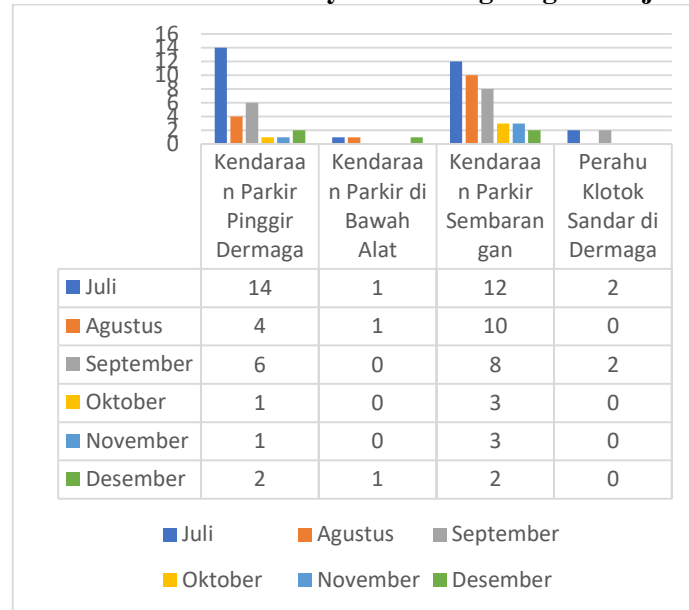 16
14
12
10
8
6
4
2
0
Kendaraa
n Parkir
Pinggir
Dermaga
Kendaraa
n Parkir di
Bawah
Alat
Kendaraa
n Parkir
Sembaran
gan
Perahu
Klotok
Sandar di
Dermaga
Juli 14 1 12 2
Agustus 4 1 10 0
September 6 0 8 2
Oktober 1 0 3 0
November 1 0 3 0
Desember 2 1 2 0
Juli Agustus September
Oktober November Desember